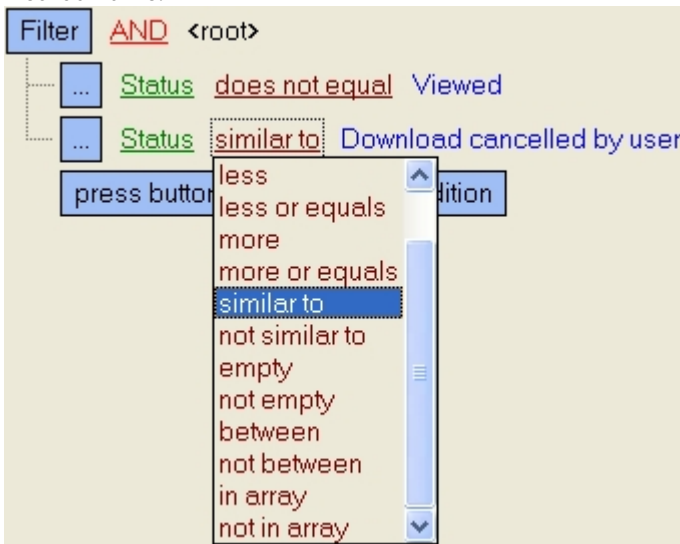 Filter AND <root>
... Status does not equal Viewed
... Status similar to Download cancelled by user
less
press button dition
less or equals
more
more or equals
similar to
not similar to
empty
not empty
between
not between
in array
not in array